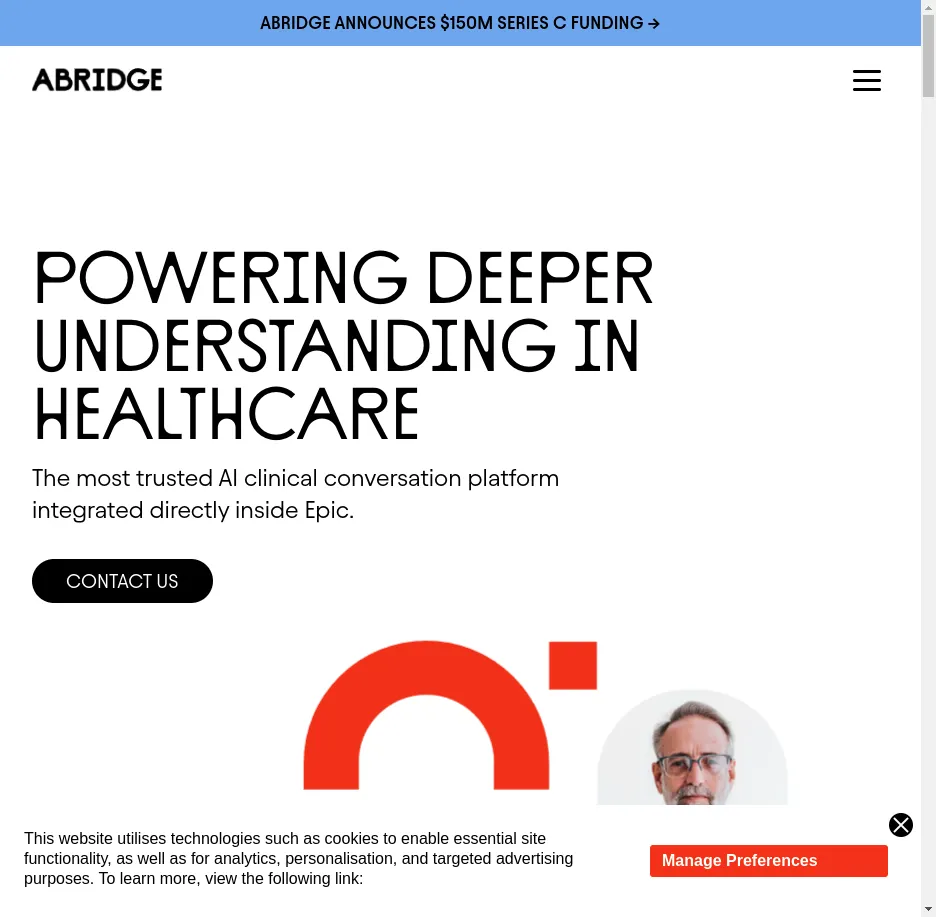 ABRIDGE ANNOUNCES $150M SERIES C FUNDING →
ABRIDGE
POWERING DEEPER
UNDERSTANDING IN
HEALTHCARE
The most trusted AI clinical conversation platform
integrated directly inside Epic.
CONTACT US
This website utilises technologies such as cookies to enable essential site
functionality, as well as for analytics, personalisation, and targeted advertising
purposes. To learn more, view the following link:
Manage Preferences